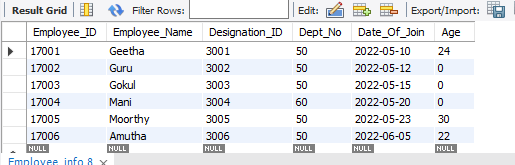 Result Grid Filter Rows: Edit: Export/Import:
Employee_ID Employee_Name Designation_ID Dept_No Date_Of_Join Age
17001 Geetha 3001 50 2022-05-10 24
17002 Guru 3002 50 2022-05-12 0
17003 Gokul 3003 50 2022-05-15 0
17004 Mani 3004 60 2022-05-20 0
17005 Moorthy 3005 50 2022-05-23 30
17006 Amutha 3006 50 2022-06-05 22
NULL NULL NULL NULL NULL NULL
Employee_info 8